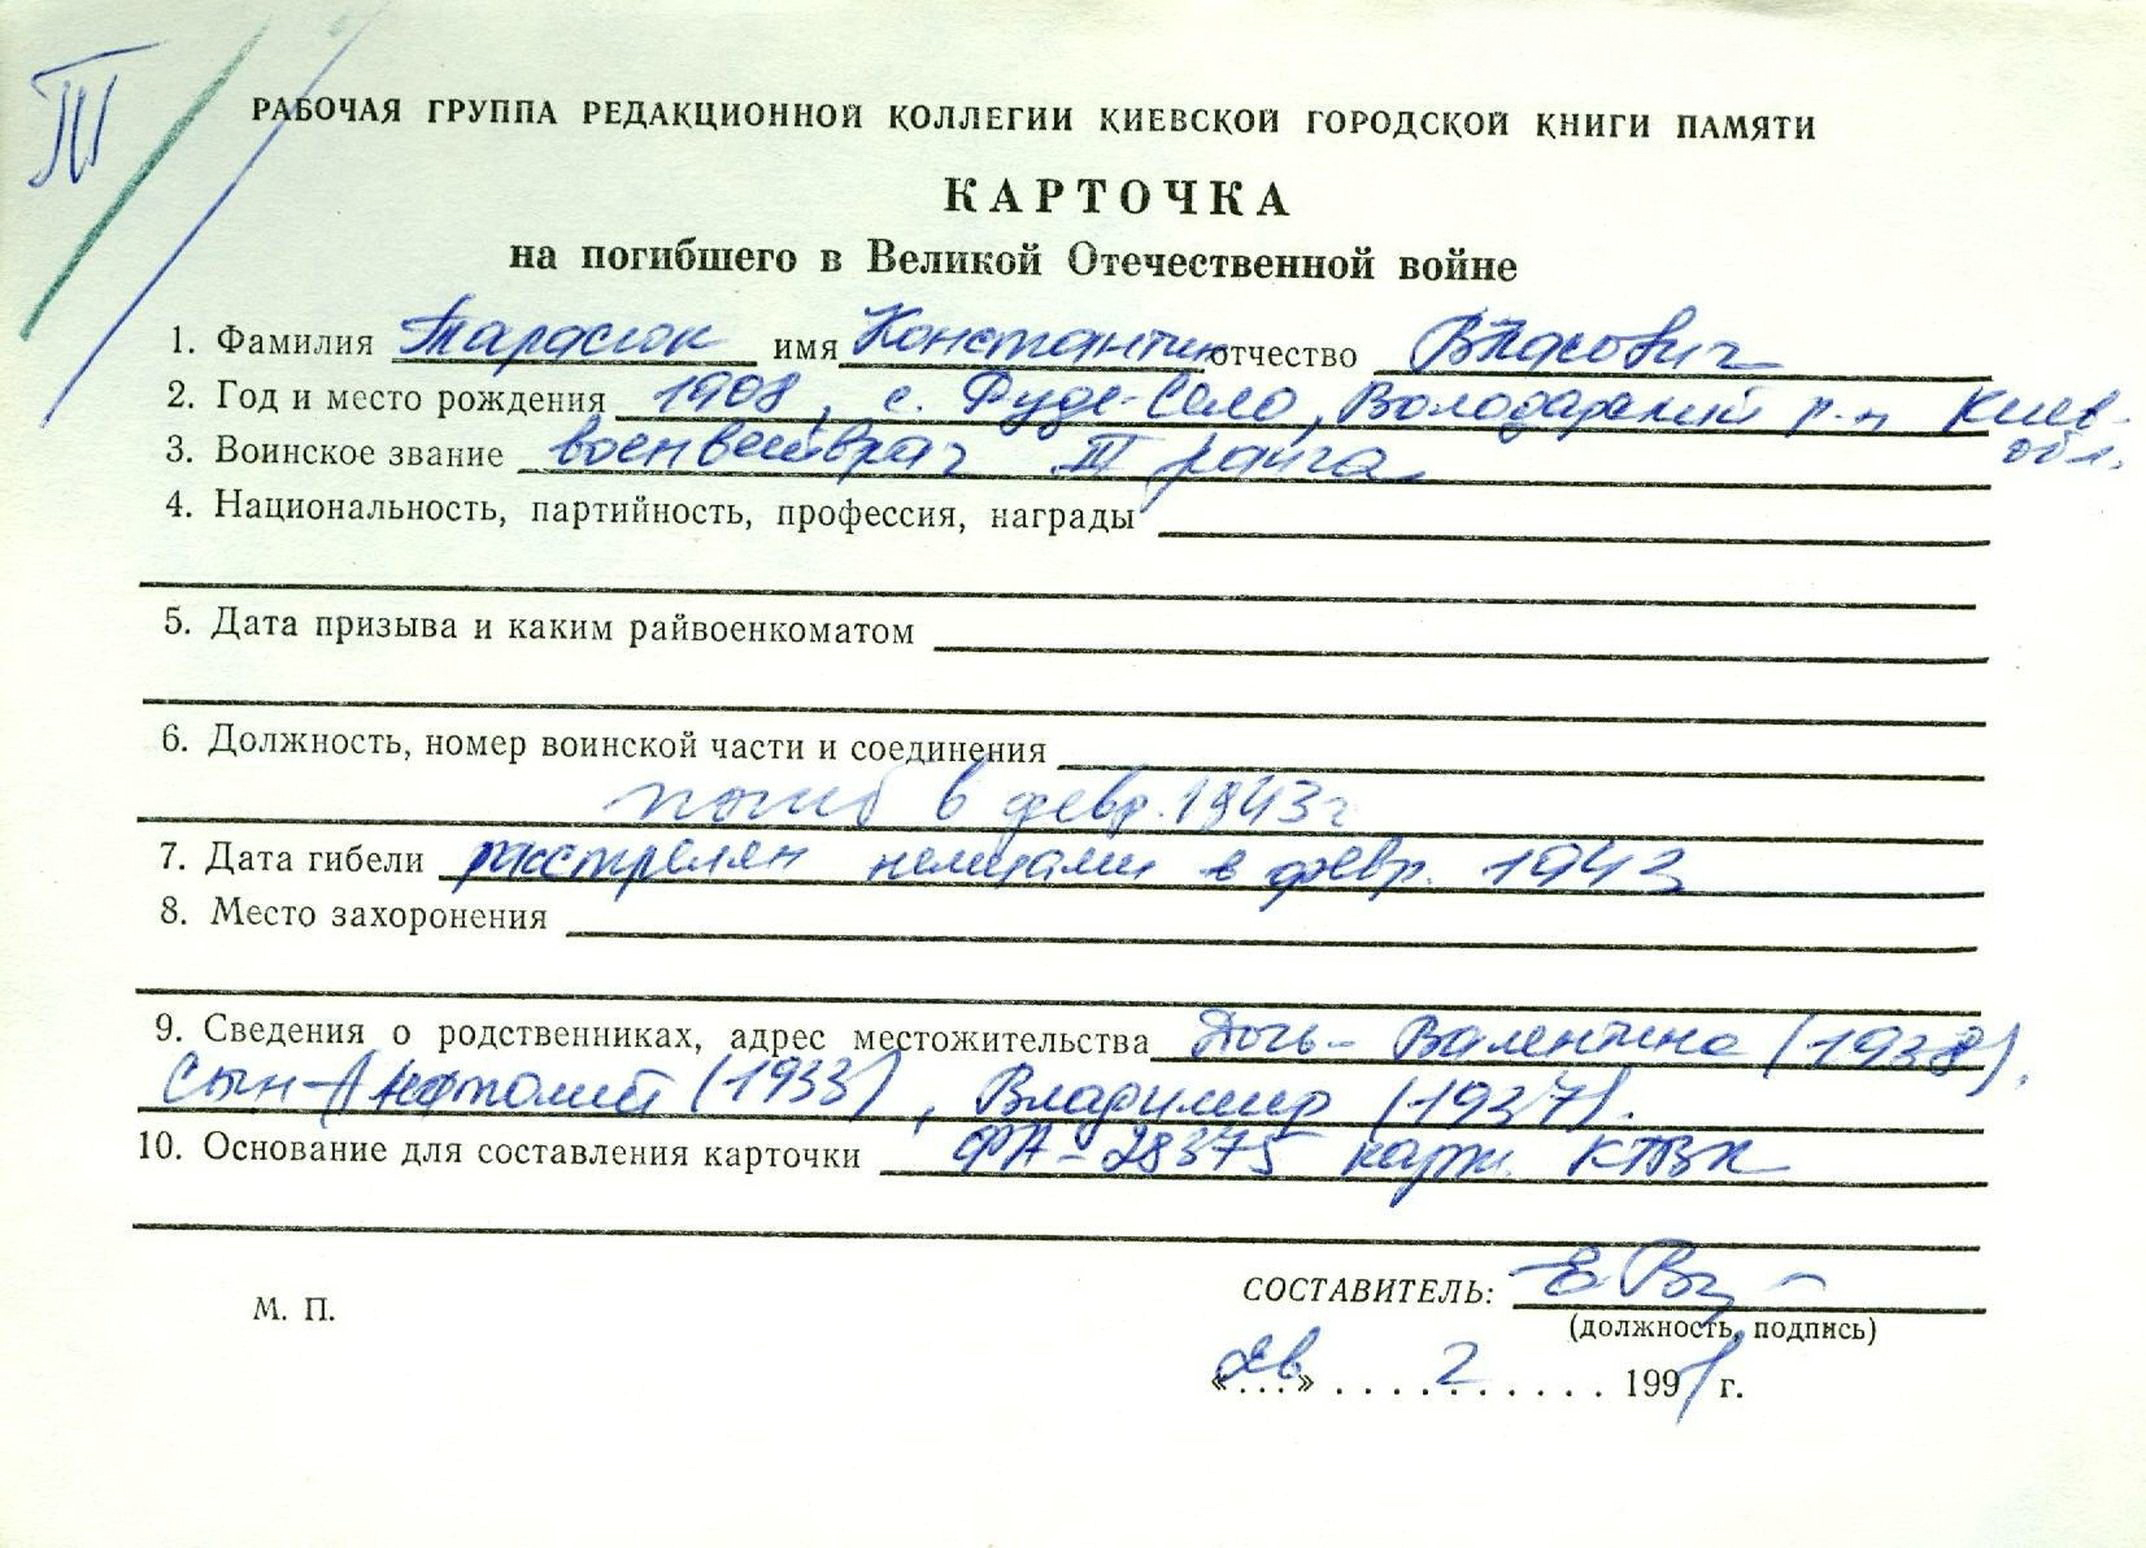 III
РАБОЧАЯ ГРУППА РЕДАКЦИОННОЙ КОЛЛЕГИИ КИЕВСКОЙ ГОРОДСКОЙ КНИГИ ПАМЯТИ
КАРТОЧКА
на погибшего в Великой Отечественной войне
1. Фамилия Тарасюк имя Константин отчество Власович
2. Год и место рождения 1908, с. Руде-Село, Володарский р-н Киев.
обл.
3. Воинское звание военветврач III ранга
4. Национальность, партийность, профессия, награды
5. Дата призыва и каким райвоенкоматом
6. Должность, номер воинской части и соединения
погиб в февр. 1943 г
7. Дата гибели расстрелян немцами в февр. 1943
8. Место захоронения
9. Сведения о родственниках, адрес местожительства Дочь - Валентина (1938).
Сын - Анатолий (1933), Владимир (1937).
10. Основание для составления карточки 28375 карт.
СОСТАВИТЕЛЬ:
М. П.
(должность, подпись)
«...» 2 199 г.